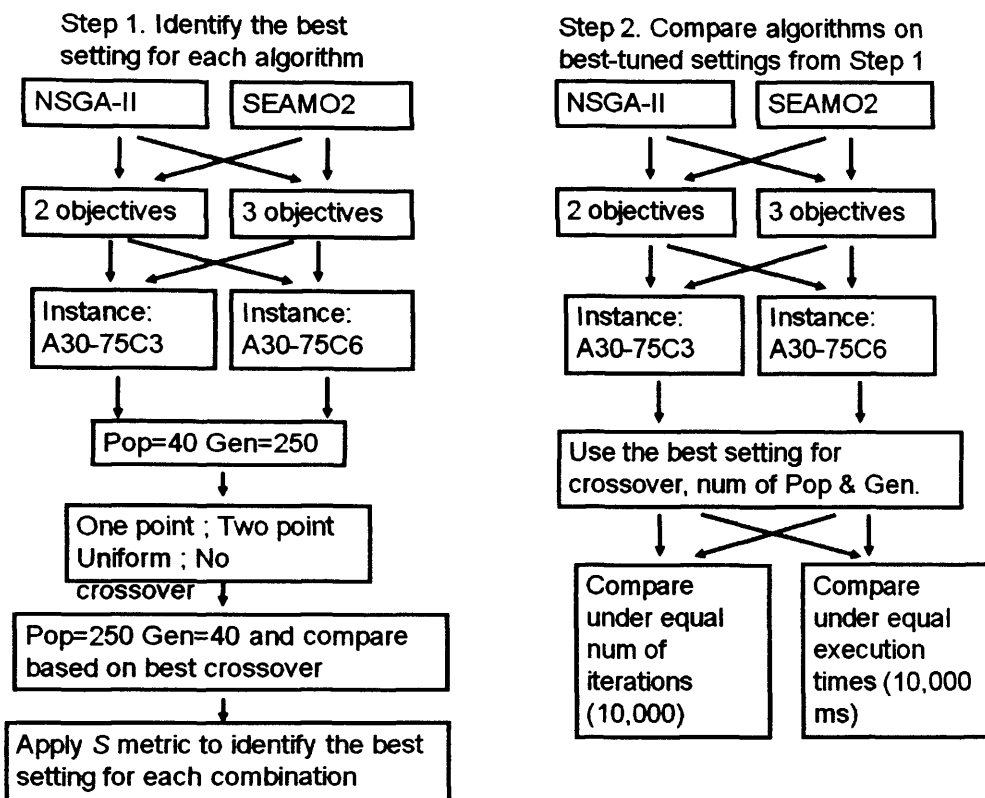 Step 1. Identify the best
setting for each algorithm
NSGA-II
SEAMO2
2 objectives
3 objectives
Instance:
A30-75C3
Instance:
A30-75C6
Pop=40 Gen=250
One point ; Two point
Uniform ; No
crossover
Pop=250 Gen=40 and compare
based on best crossover
Apply S metric to identify the best
setting for each combination
Step 2. Compare algorithms on
best-tuned settings from Step 1
NSGA-II
SEAMO2
2 objectives
3 objectives
Instance:
A30-75C3
Instance:
A30-75C6
Use the best setting for
crossover, num of Pop & Gen.
Compare
under equal
num of
iterations
(10,000)
Compare
under equal
execution
times (10,000
ms)